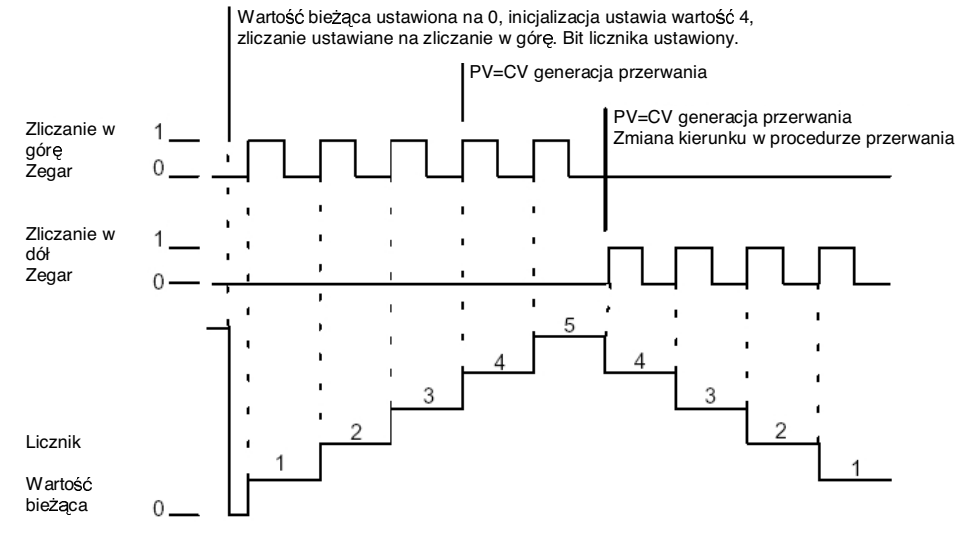 Wartość bieżąca ustawiona na 0, inicjalizacja ustawia wartość 4,
zliczanie ustawiane na zliczanie w górę. Bit licznika ustawiony.
PV=CV generacja przerwania
PV=CV generacja przerwania
Zmiana kierunku w procedurze przerwania
Zliczanie w
górę
Zegar
1
0
Zliczanie w
dół
Zegar
1
0
5
4
4
3
3
2
2
1
1
Licznik
Wartość
bieżąca
0